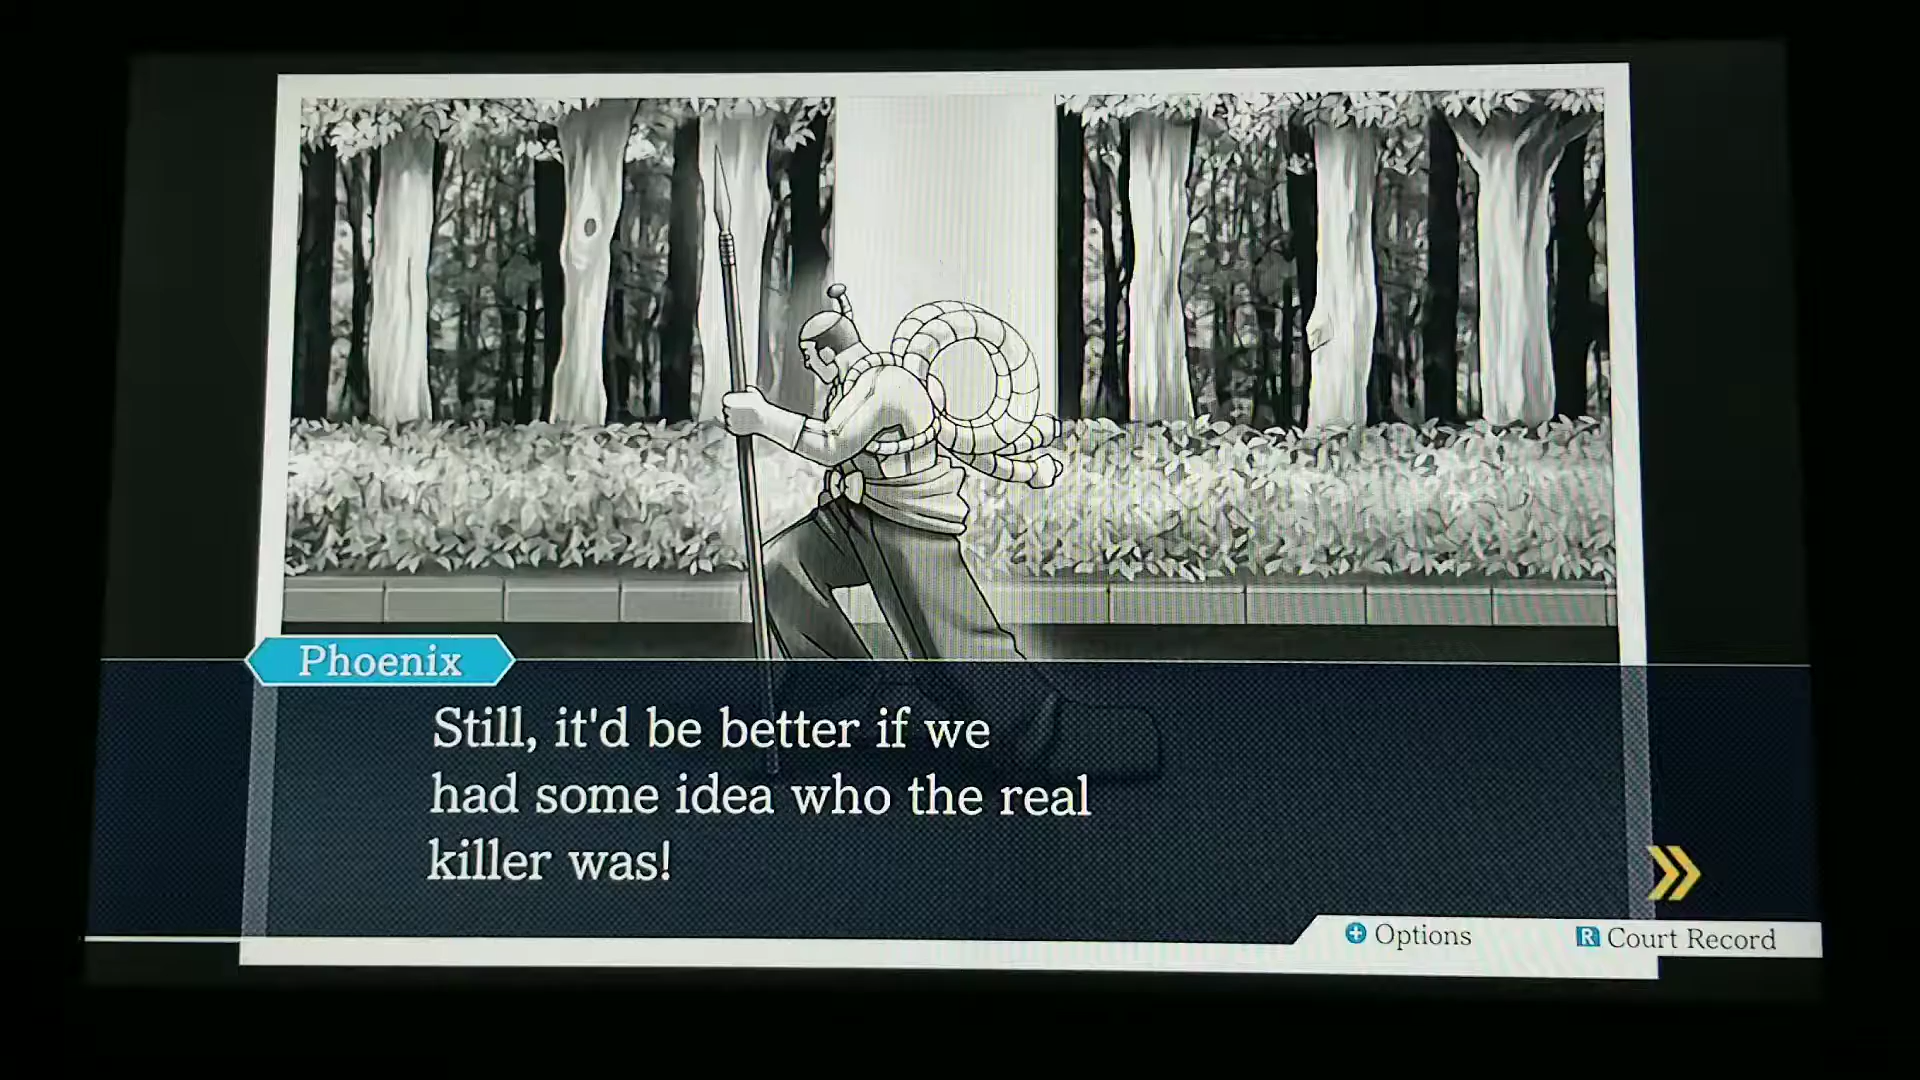 Phoenix
Still, it'd be better if we
had some idea who the real
killer was!
Options
R Court Record